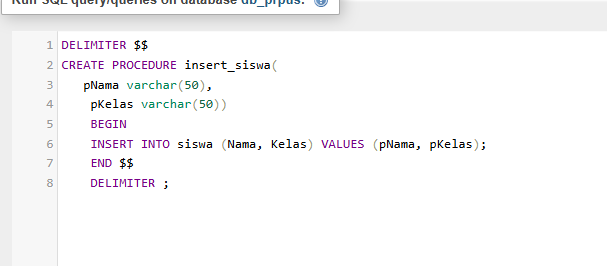 Run SQL query/queries on database db_prpus:
1 DELIMITER $$
2 CREATE PROCEDURE insert_siswa(
3 pNama varchar(50),
4 pKelas varchar(50))
5 BEGIN
6 INSERT INTO siswa (Nama, Kelas) VALUES (pNama, pKelas);
7 END $$
8 DELIMITER ;